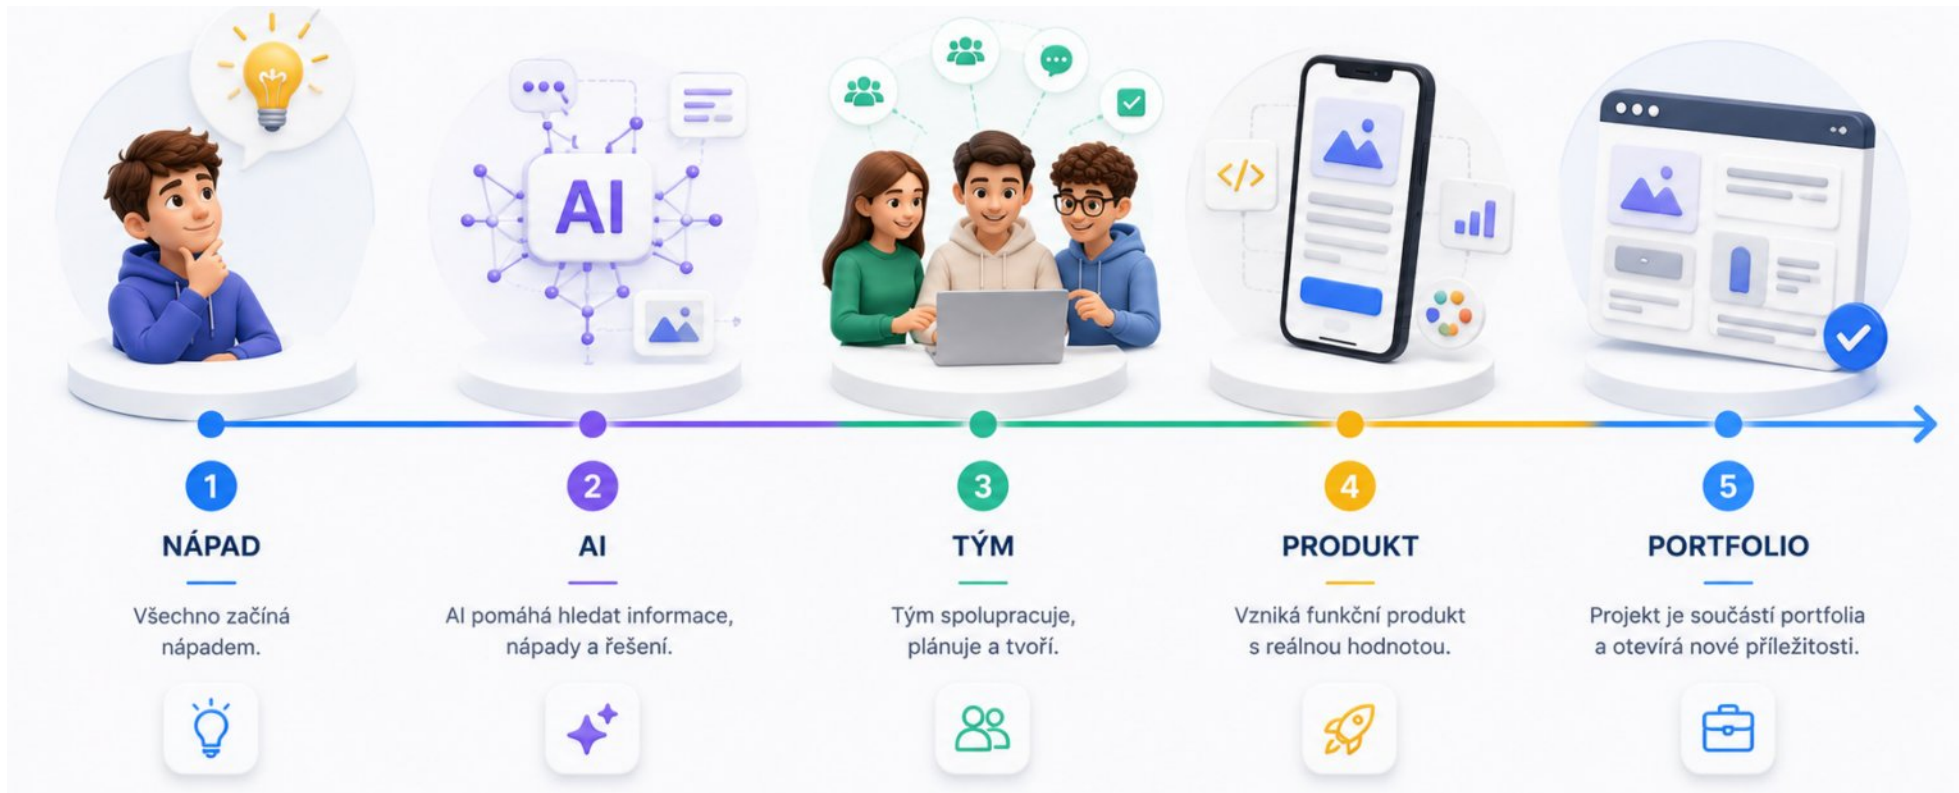 AI
</>
1
NÁPAD
Všechno začíná
nápadem.
2
AI
AI pomáhá hledat informace,
nápady a řešení.
3
TÝM
Tým spolupracuje,
plánuje a tvoří.
4
PRODUKT
Vzniká funkční produkt
s reálnou hodnotou.
5
PORTFOLIO
Projekt je součástí portfolia
a otevírá nové příležitosti.